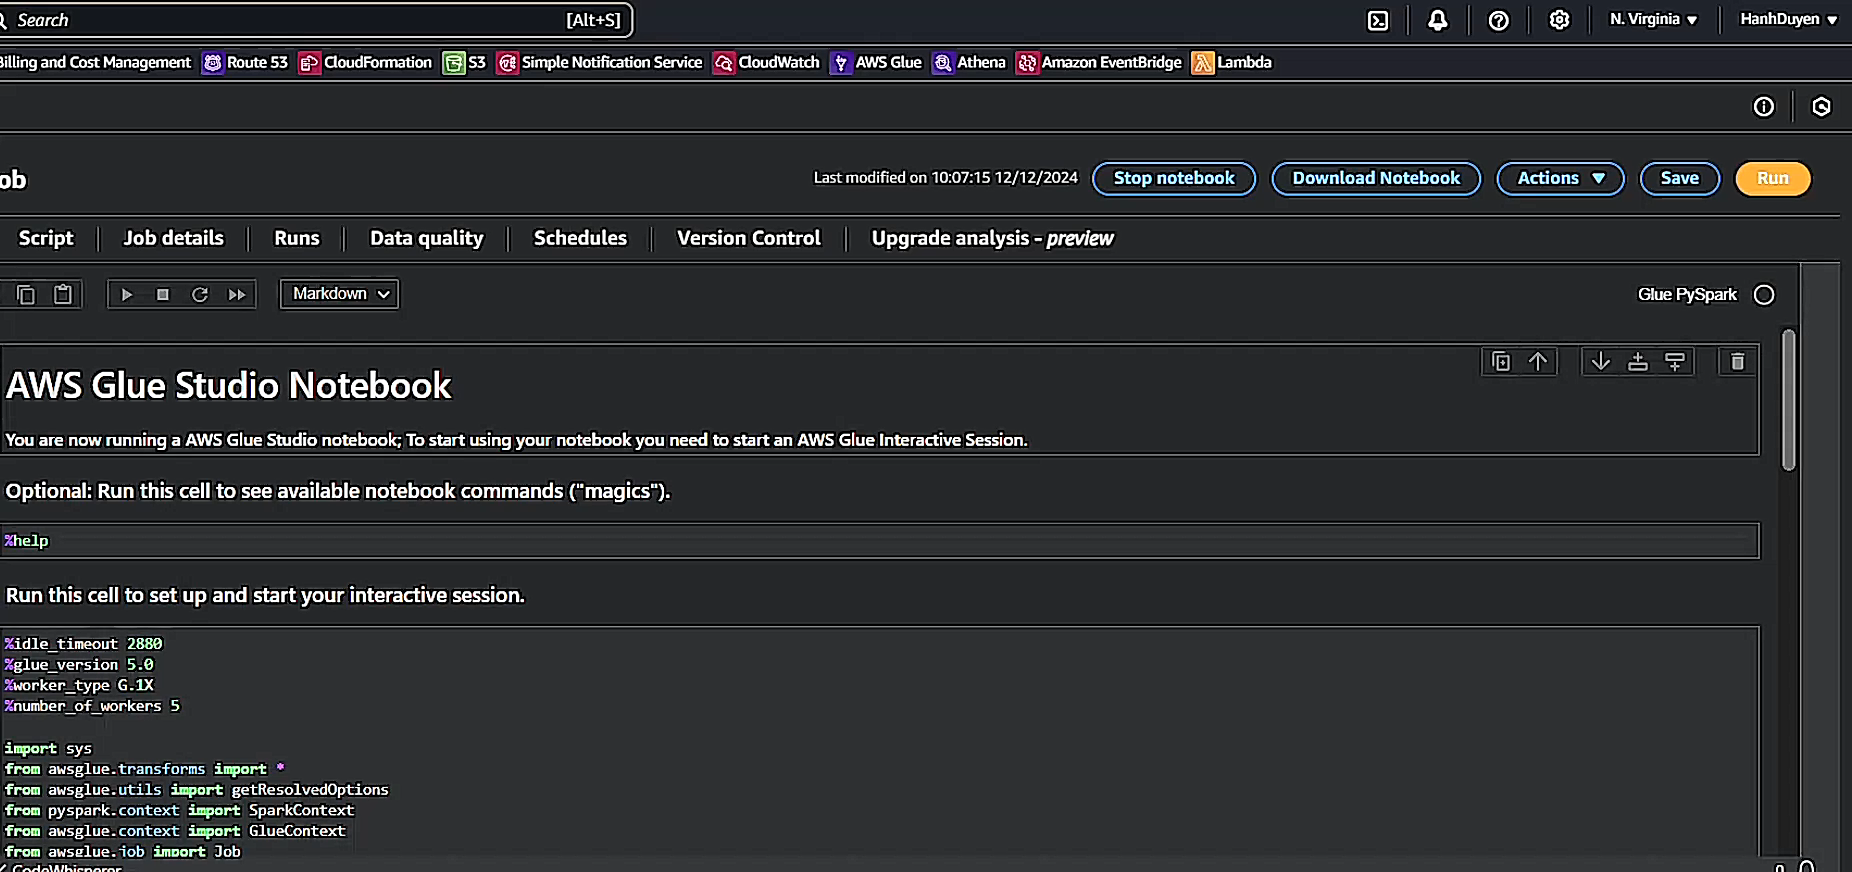 Search [Alt+S] N. Virginia ▼ HanhDuyen ▼
Billing and Cost Management Route 53 CloudFormation S3 Simple Notification Service CloudWatch AWS Glue Athena Amazon EventBridge Lambda
Last modified on 10:07:15 12/12/2024 Stop notebook Download Notebook Actions ▼ Save Run
Script Job details Runs Data quality Schedules Version Control Upgrade analysis - preview
Markdown Glue PySpark
AWS Glue Studio Notebook
You are now running a AWS Glue Studio notebook; To start using your notebook you need to start an AWS Glue Interactive Session.
Optional: Run this cell to see available notebook commands ("magics").
%help
Run this cell to set up and start your interactive session.
%idle_timeout 2880
%glue_version 5.0
%worker_type G.1X
%number_of_workers 5
import sys
from awsglue.transforms import *
from awsglue.utils import getResolvedOptions
from pyspark.context import SparkContext
from awsglue.context import GlueContext
from awsglue.job import Job
CodeWhisperer